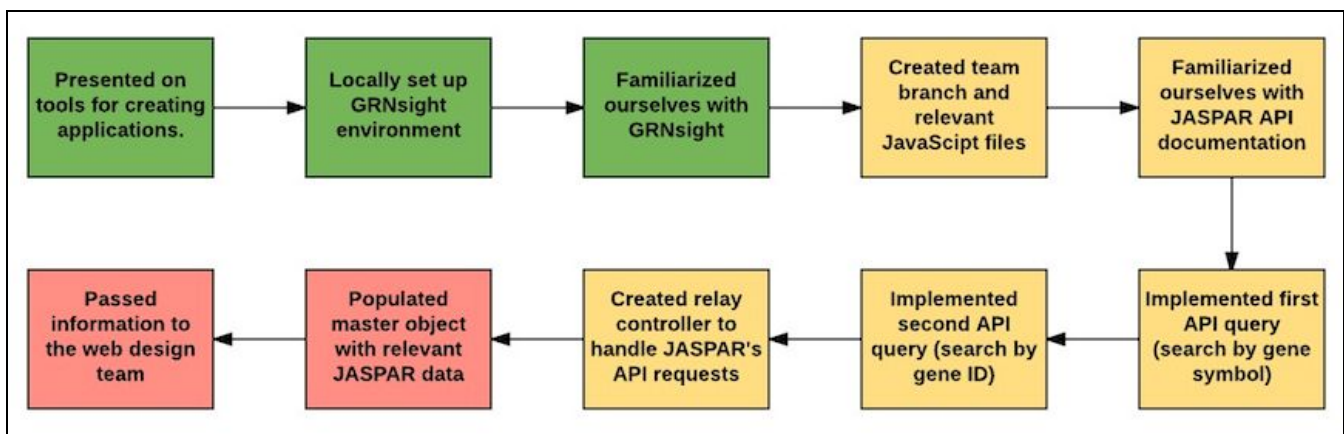 Presented on
tools for creating
applications.
Locally set up
GRNsight
environment
Familiarized
ourselves with
GRNsight
Created team
branch and
relevant
JavaScipt files
Familiarized
ourselves with
JASPAR API
documentation
Implemented first
API query
(search by gene
symbol)
Implemented
second API
query (search by
gene ID)
Created relay
controller to
handle JASPAR's
API requests
Populated
master object
with relevant
JASPAR data
Passed
information to
the web design
team